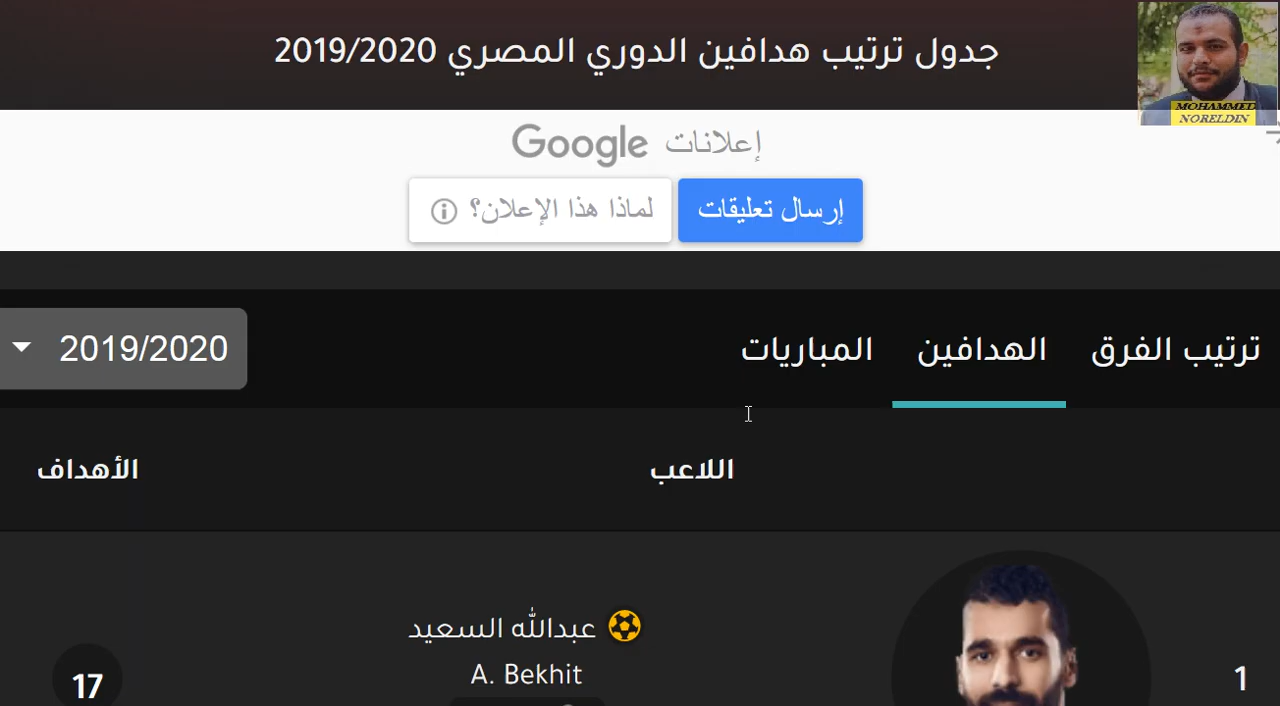 جدول ترتيب هدافين الدوري المصري 2019/2020
MOHAMMED
NORELDIN
إعلانات Google
إرسال تعليقات
لماذا هذا الإعلان؟
ترتيب الفرق
الهدافين
المباريات
2019/2020
اللاعب
الأهداف
1
عبدالله السعيد
A. Bekhit
17